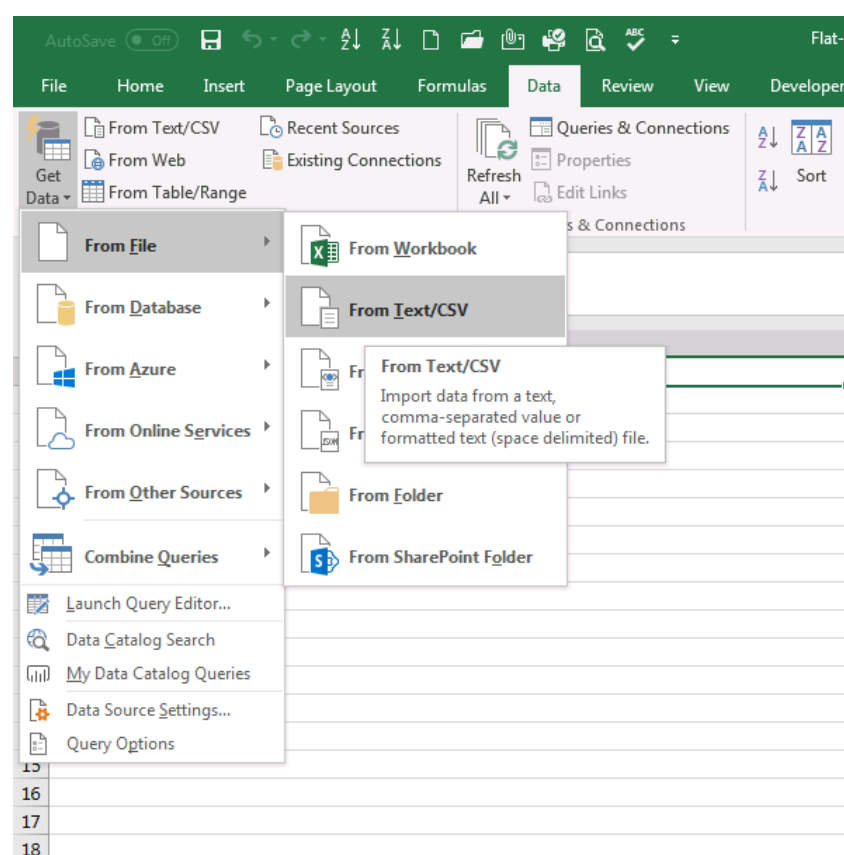 AutoSave Off Flat-
File Home Insert Page Layout Formulas Data Review View Developer
Get
Data
From Text/CSV
From Web
From Table/Range
Recent Sources
Existing Connections
Refresh
All
Queries & Connections
Properties
Edit Links
s & Connections
Sort
From File
From Database
From Azure
From Online Services
From Other Sources
Combine Queries
Launch Query Editor...
Data Catalog Search
My Data Catalog Queries
Data Source Settings...
Query Options
From Workbook
From Text/CSV
Fr
JSON
Fr
From Folder
From SharePoint Folder
From Text/CSV
Import data from a text,
comma-separated value or
formatted text (space delimited) file.
15
16
17
18